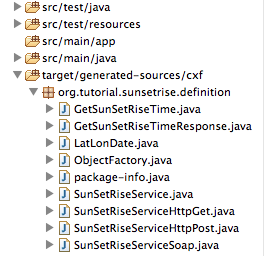 src/test/java
src/test/resources
src/main/app
src/main/java
target/generated-sources/cxf
org.tutorial.sunsetrise.definition
GetSunSetRiseTime.java
GetSunSetRiseTimeResponse.java
LatLonDate.java
ObjectFactory.java
package-info.java
SunSetRiseService.java
SunSetRiseServiceHttpGet.java
SunSetRiseServiceHttpPost.java
SunSetRiseServiceSoap.java